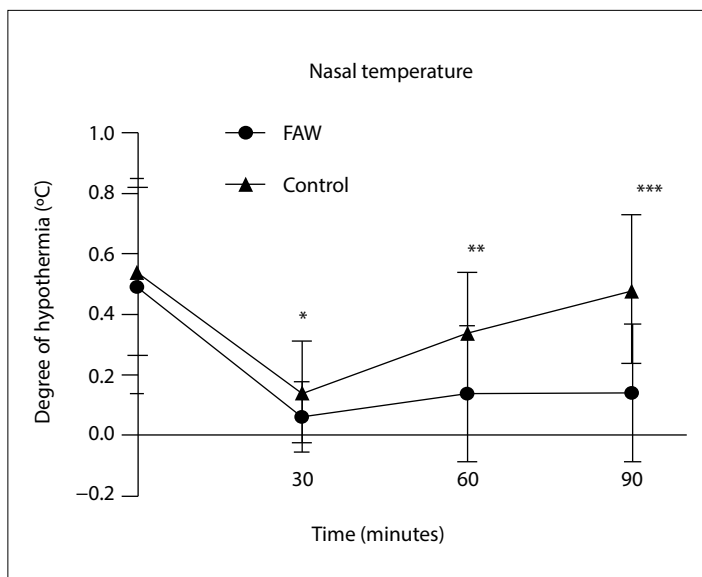 Nasal temperature
FAW
Control
Degree of hypothermia (ºC)
1.0
0.8
0.6
0.4
0.2
0.0
−0.2
*
**
***
30 60 90
Time (minutes)